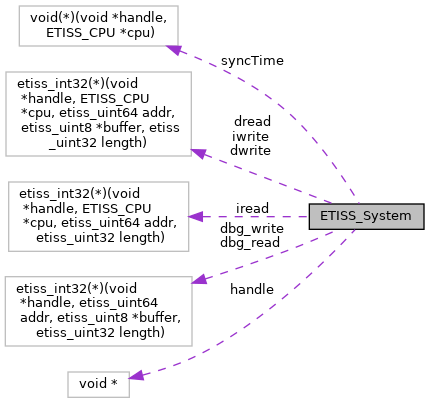 void(*)(void *handle,
ETISS_CPU *cpu)
syncTime
etiss_int32(*)(void
*handle, ETISS_CPU
*cpu, etiss_uint64 addr,
etiss_uint8 *buffer, etiss
_uint32 length)
dread
iwrite
dwrite
etiss_int32(*)(void
*handle, ETISS_CPU
*cpu, etiss_uint64 addr,
etiss_uint32 length)
iread
ETISS_System
dbg_write
dbg_read
etiss_int32(*)(void
*handle, etiss_uint64
addr, etiss_uint8 *buffer,
etiss_uint32 length)
handle
void *